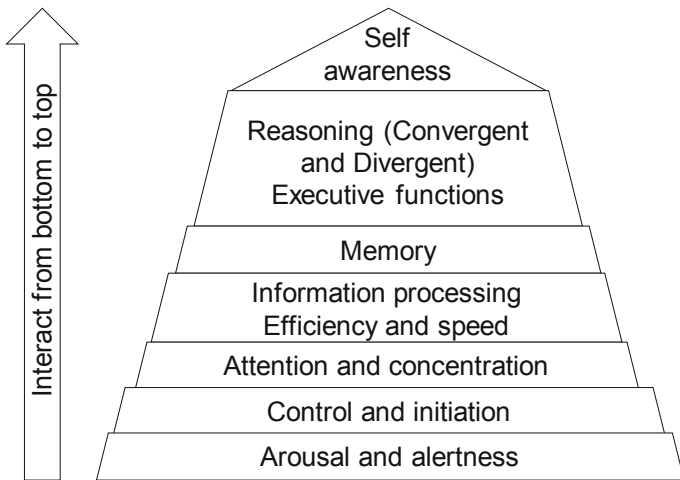 Interact from bottom to top
Self
awareness
Reasoning (Convergent
and Divergent)
Executive functions
Memory
Information processing
Efficiency and speed
Attention and concentration
Control and initiation
Arousal and alertness